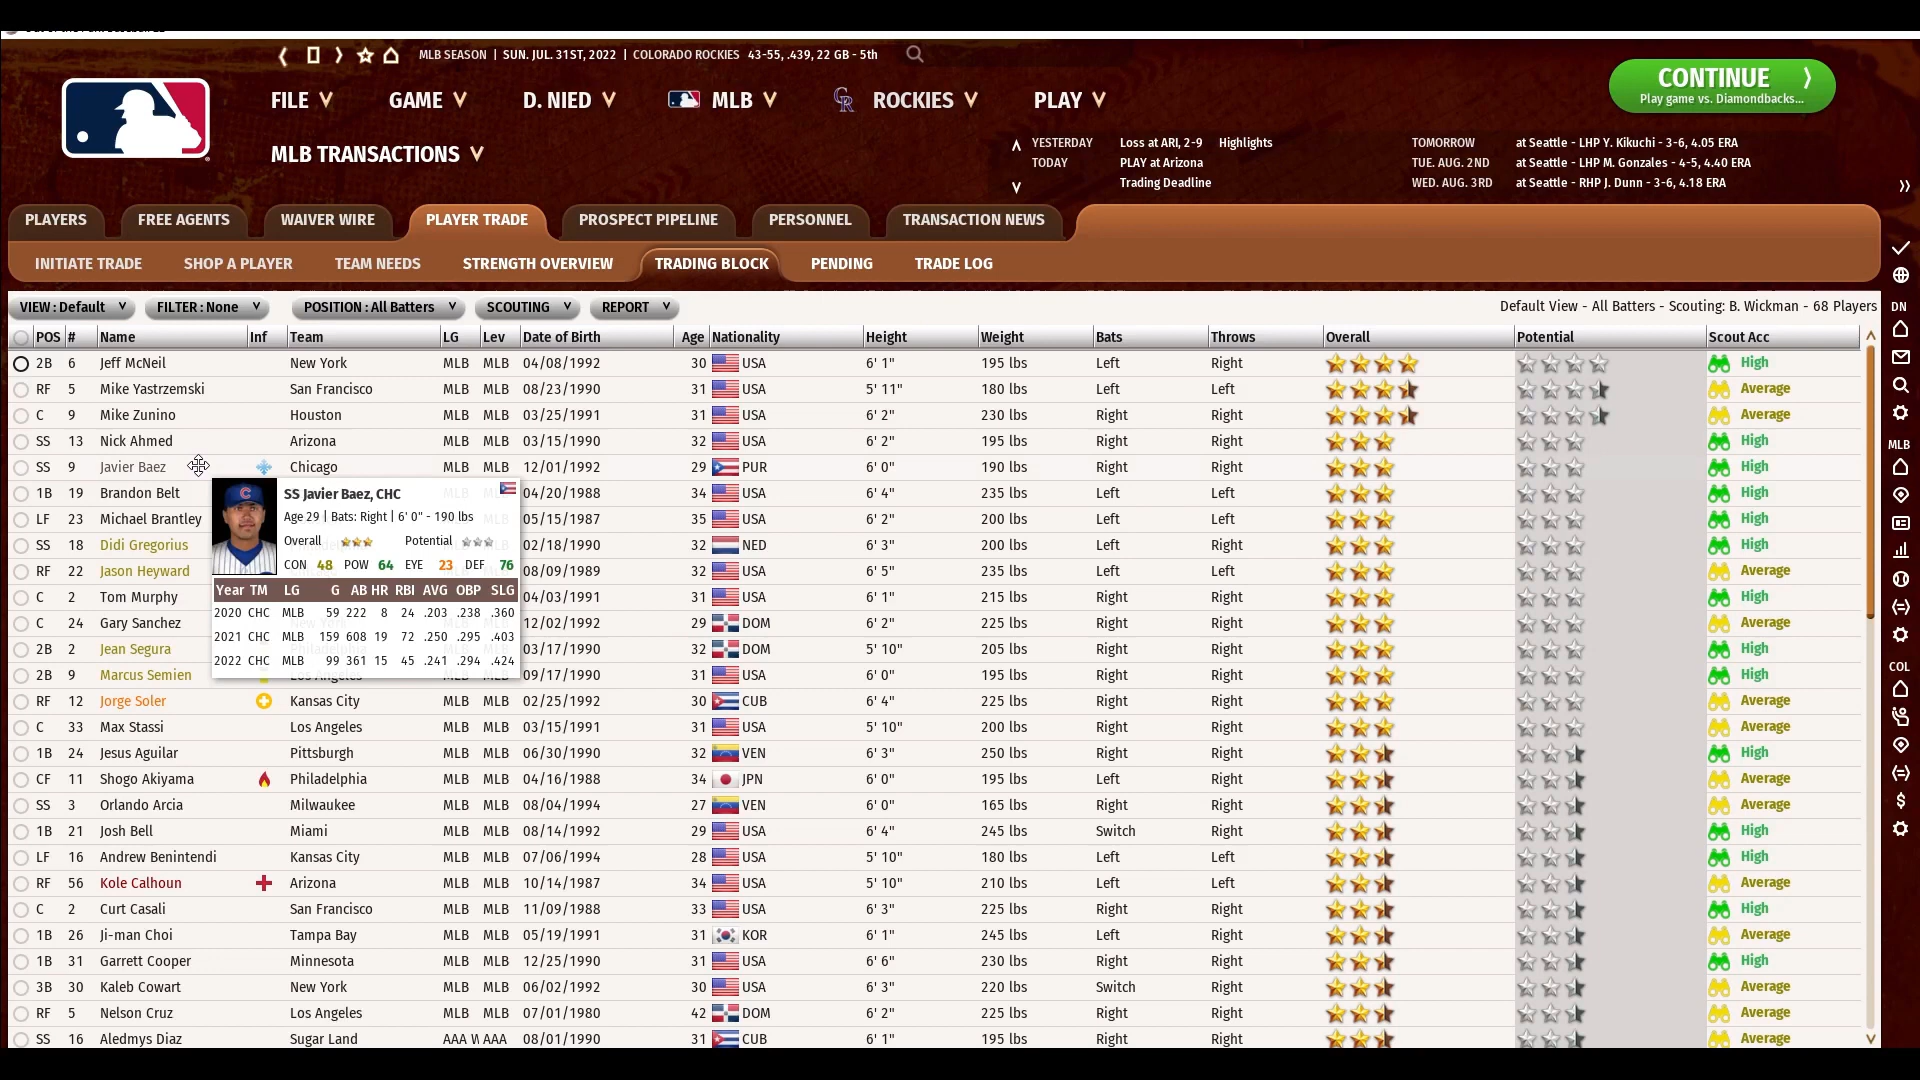 MLB SEASON | SUN. JUL. 31ST, 2022 | COLORADO ROCKIES 43-55, .439, 22 GB - 5th
FILE GAME D. NIED MLB ROCKIES PLAY
CONTINUE
Play game vs. Diamondbacks...
MLB TRANSACTIONS
YESTERDAY Loss at ARI, 2-9 Highlights TOMORROW at Seattle - LHP Y. Kikuchi - 3-6, 4.05 ERA
TODAY PLAY at Arizona TUE. AUG. 2ND at Seattle - LHP M. Gonzales - 4-5, 4.40 ERA
Trading Deadline WED. AUG. 3RD at Seattle - RHP J. Dunn - 3-6, 4.18 ERA
PLAYERS FREE AGENTS WAIVER WIRE PLAYER TRADE PROSPECT PIPELINE PERSONNEL TRANSACTION NEWS
INITIATE TRADE SHOP A PLAYER TEAM NEEDS STRENGTH OVERVIEW TRADING BLOCK PENDING TRADE LOG
VIEW : Default FILTER : None POSITION : All Batters SCOUTING REPORT Default View - All Batters - Scouting: B. Wickman - 68 Players DN
POS # Name Inf Team LG Lev Date of Birth Age Nationality Height Weight Bats Throws Overall Potential Scout Acc
2B 6 Jeff McNeil New York MLB MLB 04/08/1992 30 USA 6' 1" 195 lbs Left Right High
RF 5 Mike Yastrzemski San Francisco MLB MLB 08/23/1990 31 USA 5' 11" 180 lbs Left Left Average
C 9 Mike Zunino Houston MLB MLB 03/25/1991 31 USA 6' 2" 230 lbs Right Right Average
SS 13 Nick Ahmed Arizona MLB MLB 03/15/1990 32 USA 6' 2" 195 lbs Right Right High MLB
SS 9 Javier Baez Chicago MLB MLB 12/01/1992 29 PUR 6' 0" 190 lbs Right Right High
1B 19 Brandon Belt 04/20/1988 34 USA 6' 4" 235 lbs Left Left High
LF 23 Michael Brantley 05/15/1987 35 USA 6' 2" 200 lbs Left Left High
SS 18 Didi Gregorius 02/18/1990 32 NED 6' 3" 200 lbs Left Right High
RF 22 Jason Heyward 08/09/1989 32 USA 6' 5" 235 lbs Left Left Average
C 2 Tom Murphy 04/03/1991 31 USA 6' 1" 215 lbs Right Right High
C 24 Gary Sanchez 12/02/1992 29 DOM 6' 2" 225 lbs Right Right Average
2B 2 Jean Segura 03/17/1990 32 DOM 5' 10" 205 lbs Right Right High
2B 9 Marcus Semien 09/17/1990 31 USA 6' 0" 195 lbs Right Right High COL
SS Javier Baez, CHC
Age 29 | Bats: Right | 6' 0" - 190 lbs
Overall Potential
CON 48 POW 64 EYE 23 DEF 76
Year TM LG G AB HR RBI AVG OBP SLG
2020 CHC MLB 59 222 8 24 .203 .238 .360
2021 CHC MLB 159 608 19 72 .250 .295 .403
2022 CHC MLB 99 361 15 45 .241 .294 .424
RF 12 Jorge Soler Kansas City MLB MLB 02/25/1992 30 CUB 6' 4" 225 lbs Right Right Average
C 33 Max Stassi Los Angeles MLB MLB 03/15/1991 31 USA 5' 10" 200 lbs Right Right Average
1B 24 Jesus Aguilar Pittsburgh MLB MLB 06/30/1990 32 VEN 6' 3" 250 lbs Right Right High
CF 11 Shogo Akiyama Philadelphia MLB MLB 04/16/1988 34 JPN 6' 0" 195 lbs Left Right Average
SS 3 Orlando Arcia Milwaukee MLB MLB 08/04/1994 27 VEN 6' 0" 165 lbs Right Right Average
1B 21 Josh Bell Miami MLB MLB 08/14/1992 29 USA 6' 4" 245 lbs Switch Right High
LF 16 Andrew Benintendi Kansas City MLB MLB 07/06/1994 28 USA 5' 10" 180 lbs Left Left High
RF 56 Kole Calhoun Arizona MLB MLB 10/14/1987 34 USA 5' 10" 210 lbs Left Left Average
C 2 Curt Casali San Francisco MLB MLB 11/09/1988 33 USA 6' 3" 225 lbs Right Right High
1B 26 Ji-man Choi Tampa Bay MLB MLB 05/19/1991 31 KOR 6' 1" 245 lbs Left Right Average
1B 31 Garrett Cooper Minnesota MLB MLB 12/25/1990 31 USA 6' 6" 230 lbs Right Right High
3B 30 Kaleb Cowart New York MLB MLB 06/02/1992 30 USA 6' 3" 220 lbs Switch Right Average
RF 5 Nelson Cruz Los Angeles MLB MLB 07/01/1980 42 DOM 6' 2" 225 lbs Right Right Average
SS 16 Aledmys Diaz Sugar Land AAA W AAA 08/01/1990 31 CUB 6' 1" 195 lbs Right Right Average